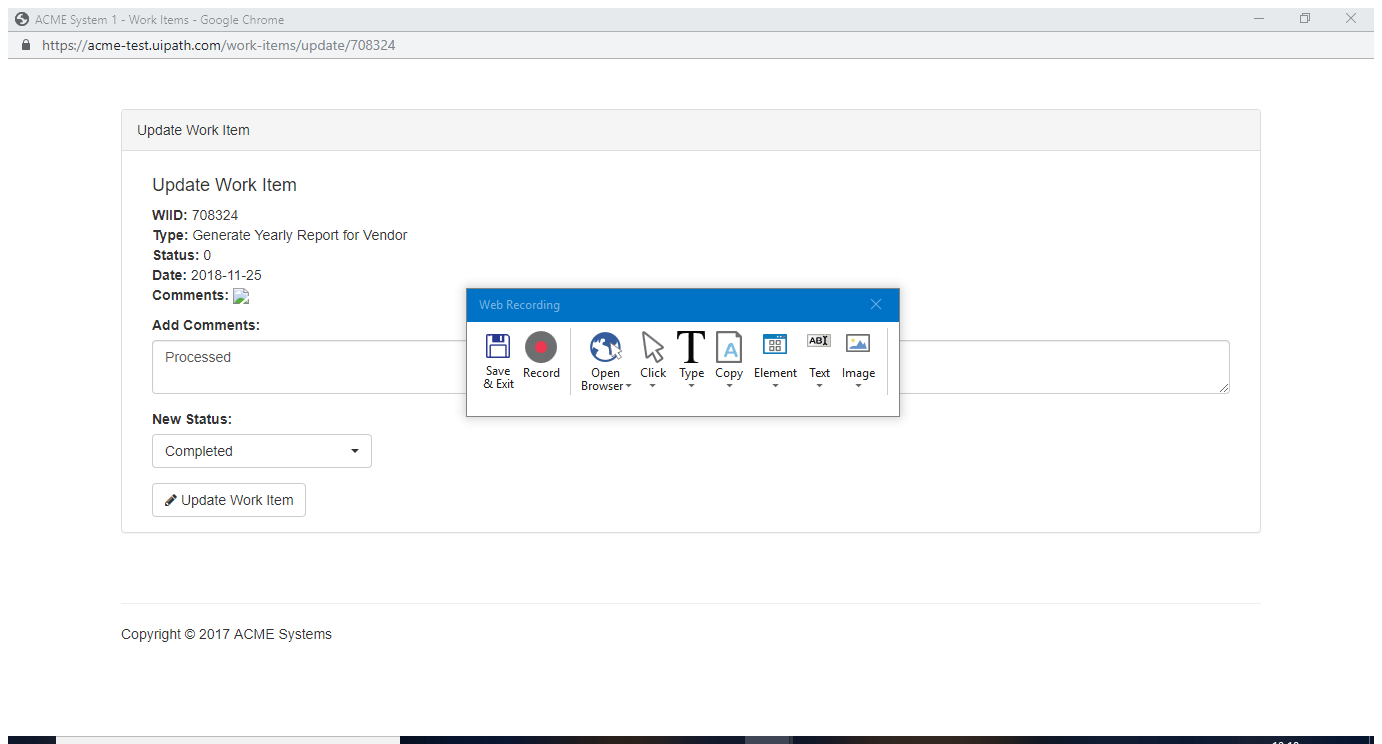 ACME System 1 - Work Items - Google Chrome
https://acme-test.uipath.com/work-items/update/708324
Update Work Item
Update Work Item
WIID: 708324
Type: Generate Yearly Report for Vendor
Status: 0
Date: 2018-11-25
Comments:
Add Comments:
Processed
Web Recording
Save & Exit
Record
Open Browser
Click
Type
Copy
Element
Text
Image
New Status:
Completed
Update Work Item
Copyright © 2017 ACME Systems